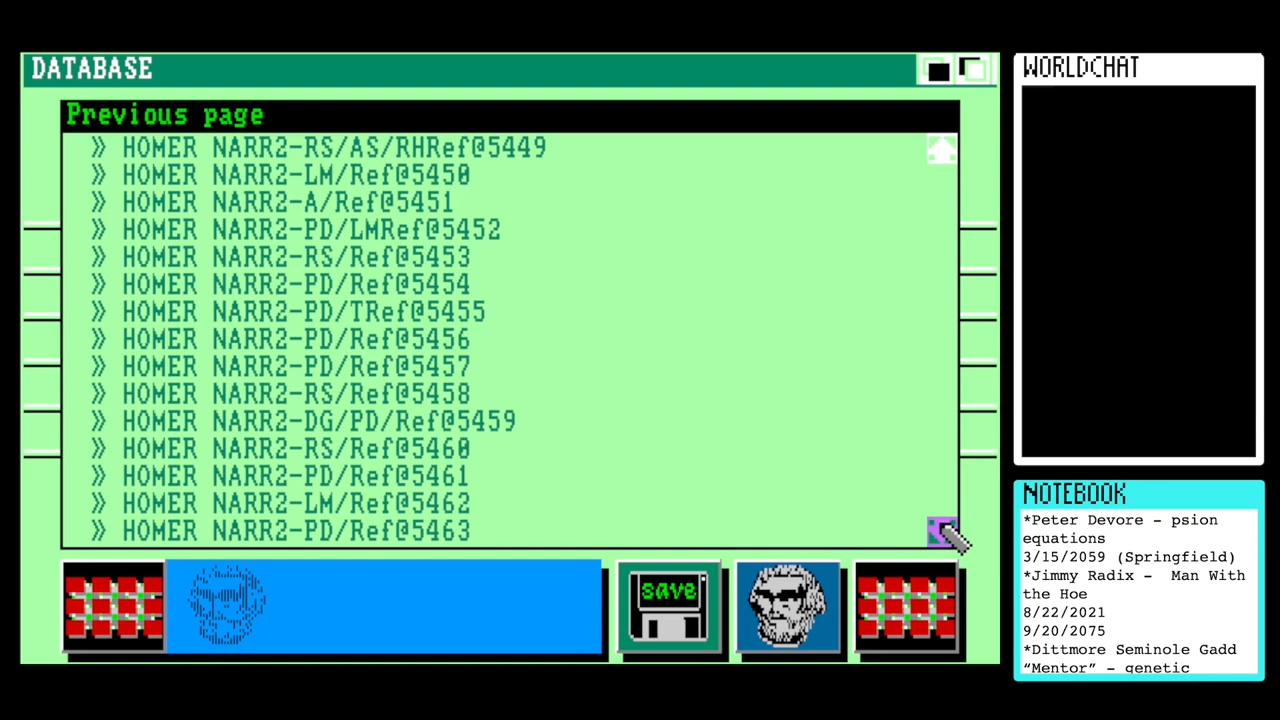 DATABASE
Previous page
» HOMER NARR2-RS/AS/RHRef@5449
» HOMER NARR2-LM/Ref@5450
» HOMER NARR2-A/Ref@5451
» HOMER NARR2-PD/LMRef@5452
» HOMER NARR2-RS/Ref@5453
» HOMER NARR2-PD/Ref@5454
» HOMER NARR2-PD/TRef@5455
» HOMER NARR2-PD/Ref@5456
» HOMER NARR2-PD/Ref@5457
» HOMER NARR2-RS/Ref@5458
» HOMER NARR2-DG/PD/Ref@5459
» HOMER NARR2-RS/Ref@5460
» HOMER NARR2-PD/Ref@5461
» HOMER NARR2-LM/Ref@5462
» HOMER NARR2-PD/Ref@5463
save
WORLDCHAT
NOTEBOOK
*Peter Devore – psion
equations
3/15/2059 (Springfield)
*Jimmy Radix –  Man With
the Hoe
8/22/2021
9/20/2075
*Dittmore Seminole Gadd
“Mentor” – genetic